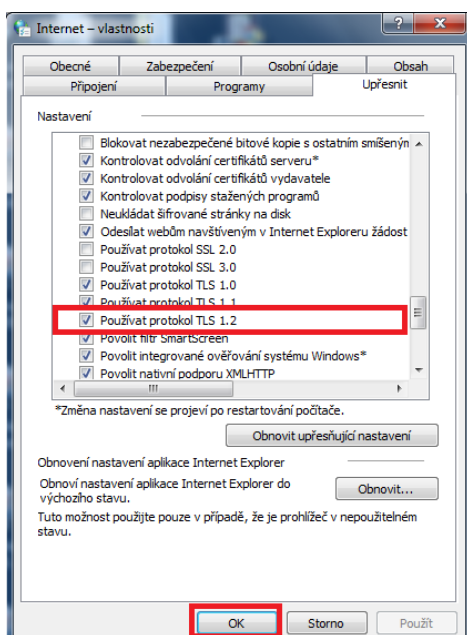 Internet – vlastnosti
Obecné Zabezpečení Osobní údaje Obsah
Připojení Programy Upřesnit
Nastavení
Blokovat nezabezpečené bitové kopie s ostatním smíšeným
Kontrolovat odvolání certifikátů serveru*
Kontrolovat odvolání certifikátů vydavatele
Kontrolovat podpisy stažených programů
Neukládat šifrované stránky na disk
Odesílat webům navštíveným v Internet Exploreru žádost
Používat protokol SSL 2.0
Používat protokol SSL 3.0
Používat protokol TLS 1.0
Používat protokol TLS 1.1
Používat protokol TLS 1.2
Povolit filtr SmartScreen
Povolit integrované ověřování systému Windows*
Povolit nativní podporu XMLHTTP
*Změna nastavení se projeví po restartování počítače.
Obnovit upřesňující nastavení
Obnovení nastavení aplikace Internet Explorer
Obnoví nastavení aplikace Internet Explorer do
výchozího stavu.
Obnovit...
Tuto možnost použijte pouze v případě, že je prohlížeč v nepoužitelném
stavu.
OK Storno Použít